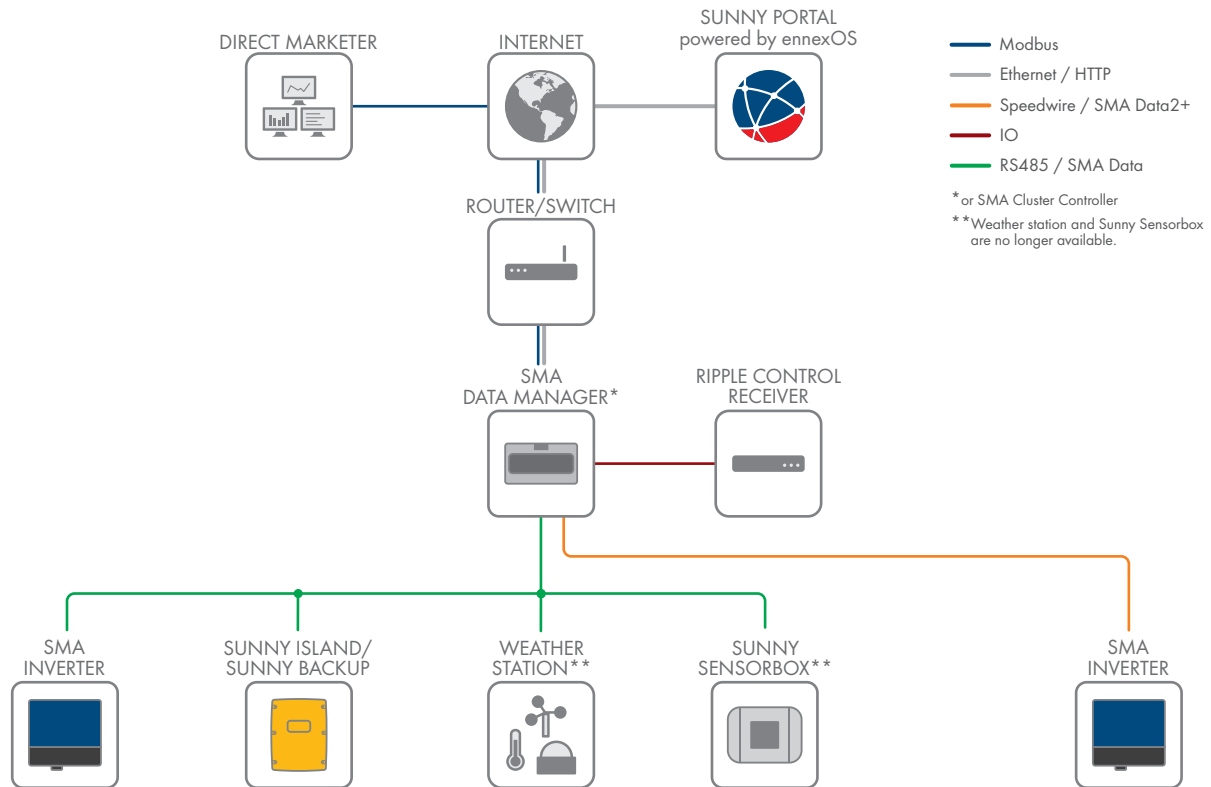 DIRECT MARKETER
INTERNET
SUNNY PORTAL
powered by ennexOS
Modbus
Ethernet / HTTP
Speedwire / SMA Data2+
IO
RS485 / SMA Data
*or SMA Cluster Controller
**Weather station and Sunny Sensorbox
are no longer available.
ROUTER/SWITCH
SMA
DATA MANAGER*
RIPPLE CONTROL
RECEIVER
SMA
INVERTER
SUNNY ISLAND/
SUNNY BACKUP
WEATHER
STATION**
SUNNY
SENSORBOX**
SMA
INVERTER